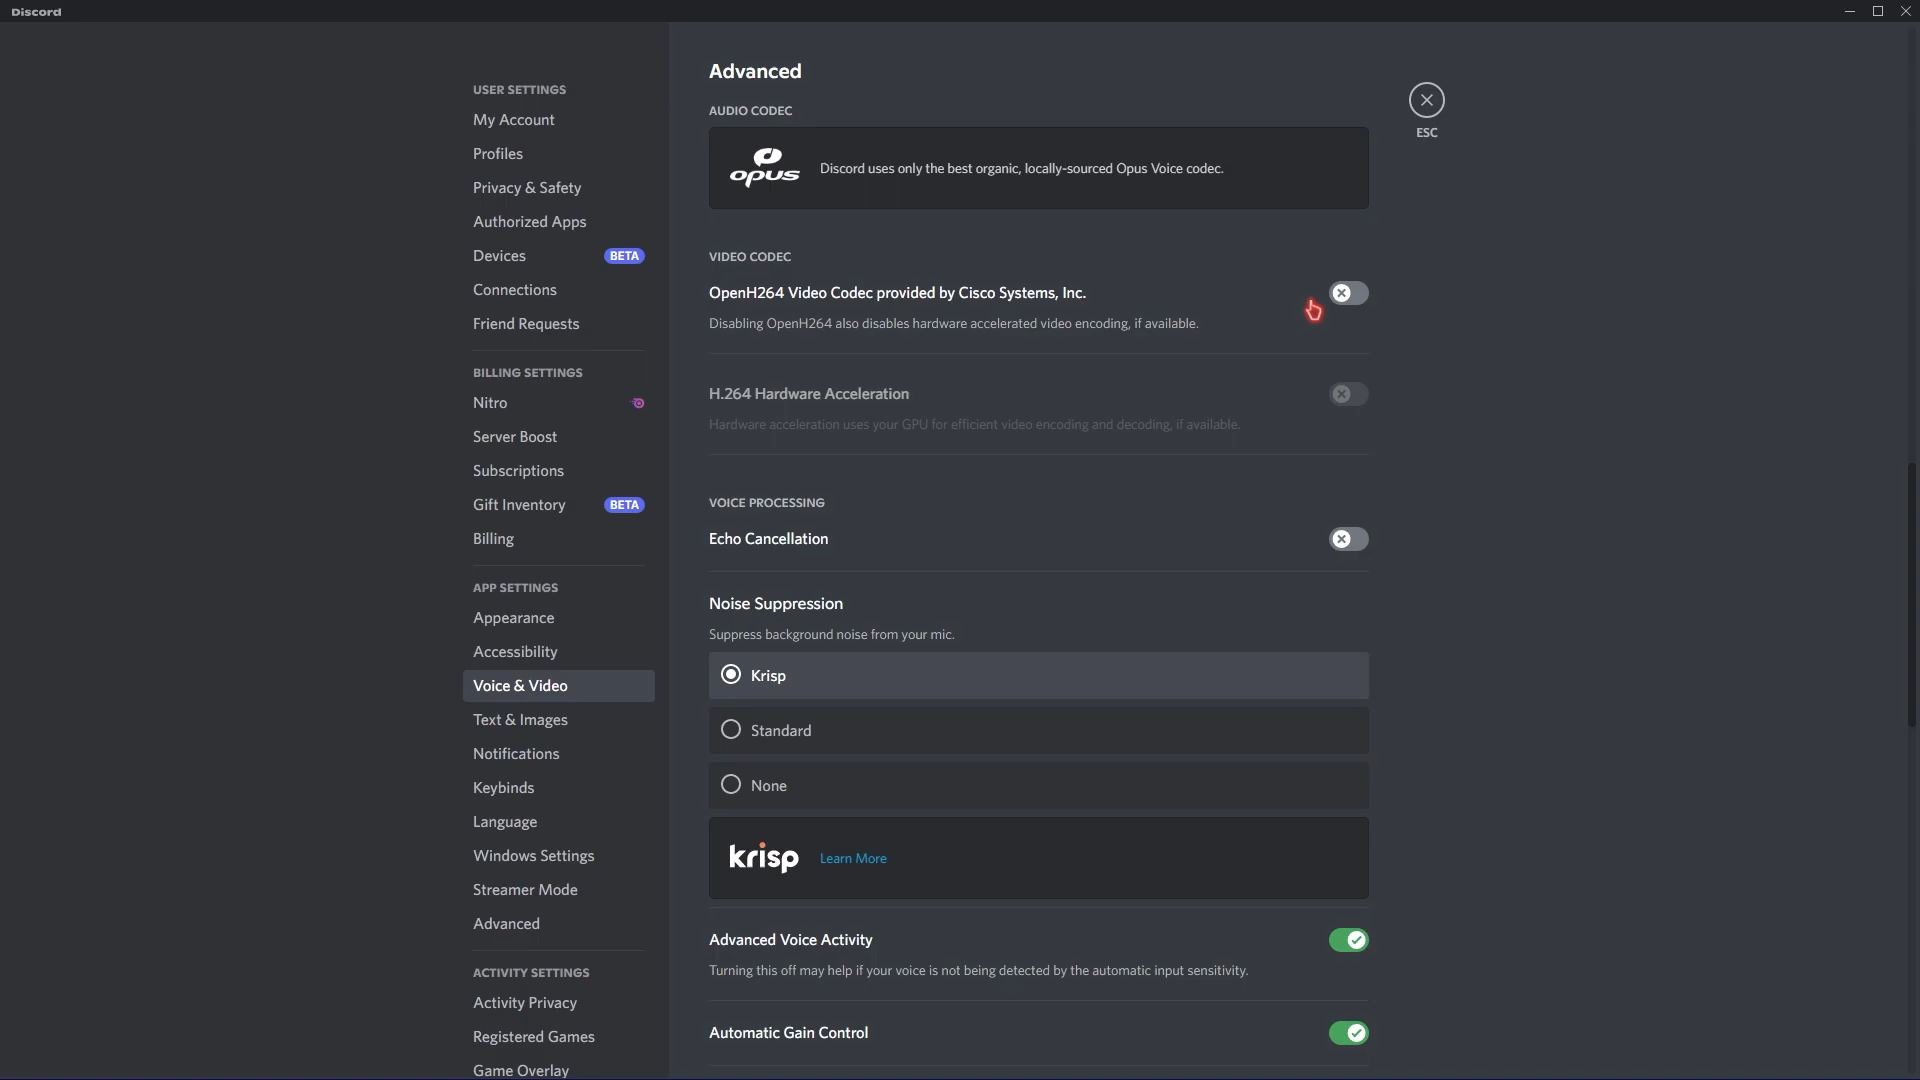 Discord
USER SETTINGS
My Account
Profiles
Privacy & Safety
Authorized Apps
Devices BETA
Connections
Friend Requests
BILLING SETTINGS
Nitro
Server Boost
Subscriptions
Gift Inventory BETA
Billing
APP SETTINGS
Appearance
Accessibility
Voice & Video
Text & Images
Notifications
Keybinds
Language
Windows Settings
Streamer Mode
Advanced
ACTIVITY SETTINGS
Activity Privacy
Registered Games
Game Overlay
Advanced
AUDIO CODEC
opus
Discord uses only the best organic, locally-sourced Opus Voice codec.
VIDEO CODEC
OpenH264 Video Codec provided by Cisco Systems, Inc.
Disabling OpenH264 also disables hardware accelerated video encoding, if available.
H.264 Hardware Acceleration
Hardware acceleration uses your GPU for efficient video encoding and decoding, if available.
VOICE PROCESSING
Echo Cancellation
Noise Suppression
Suppress background noise from your mic.
Krisp
Standard
None
krisp Learn More
Advanced Voice Activity
Turning this off may help if your voice is not being detected by the automatic input sensitivity.
Automatic Gain Control
ESC